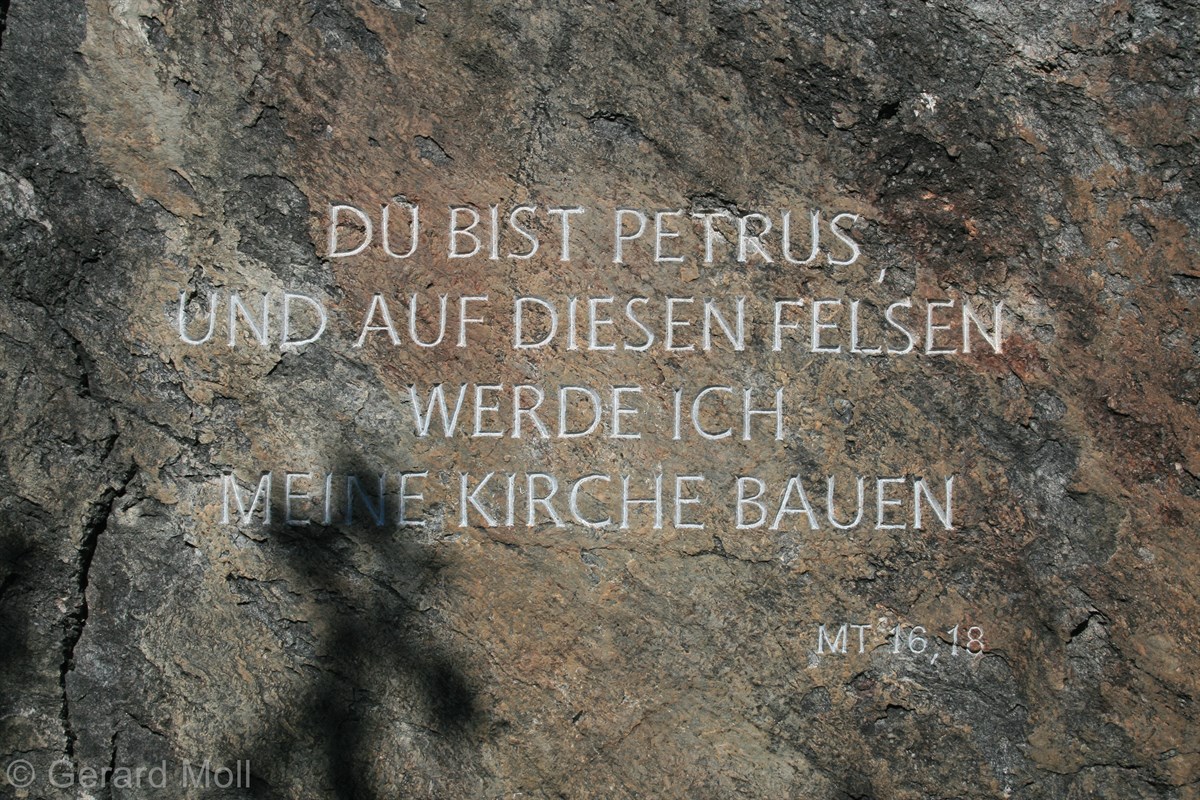 DU BIST PETRUS,
UND AUF DIESEN FELSEN
WERDE ICH
MEINE KIRCHE BAUEN
MT 16,18
© Gerard Moll